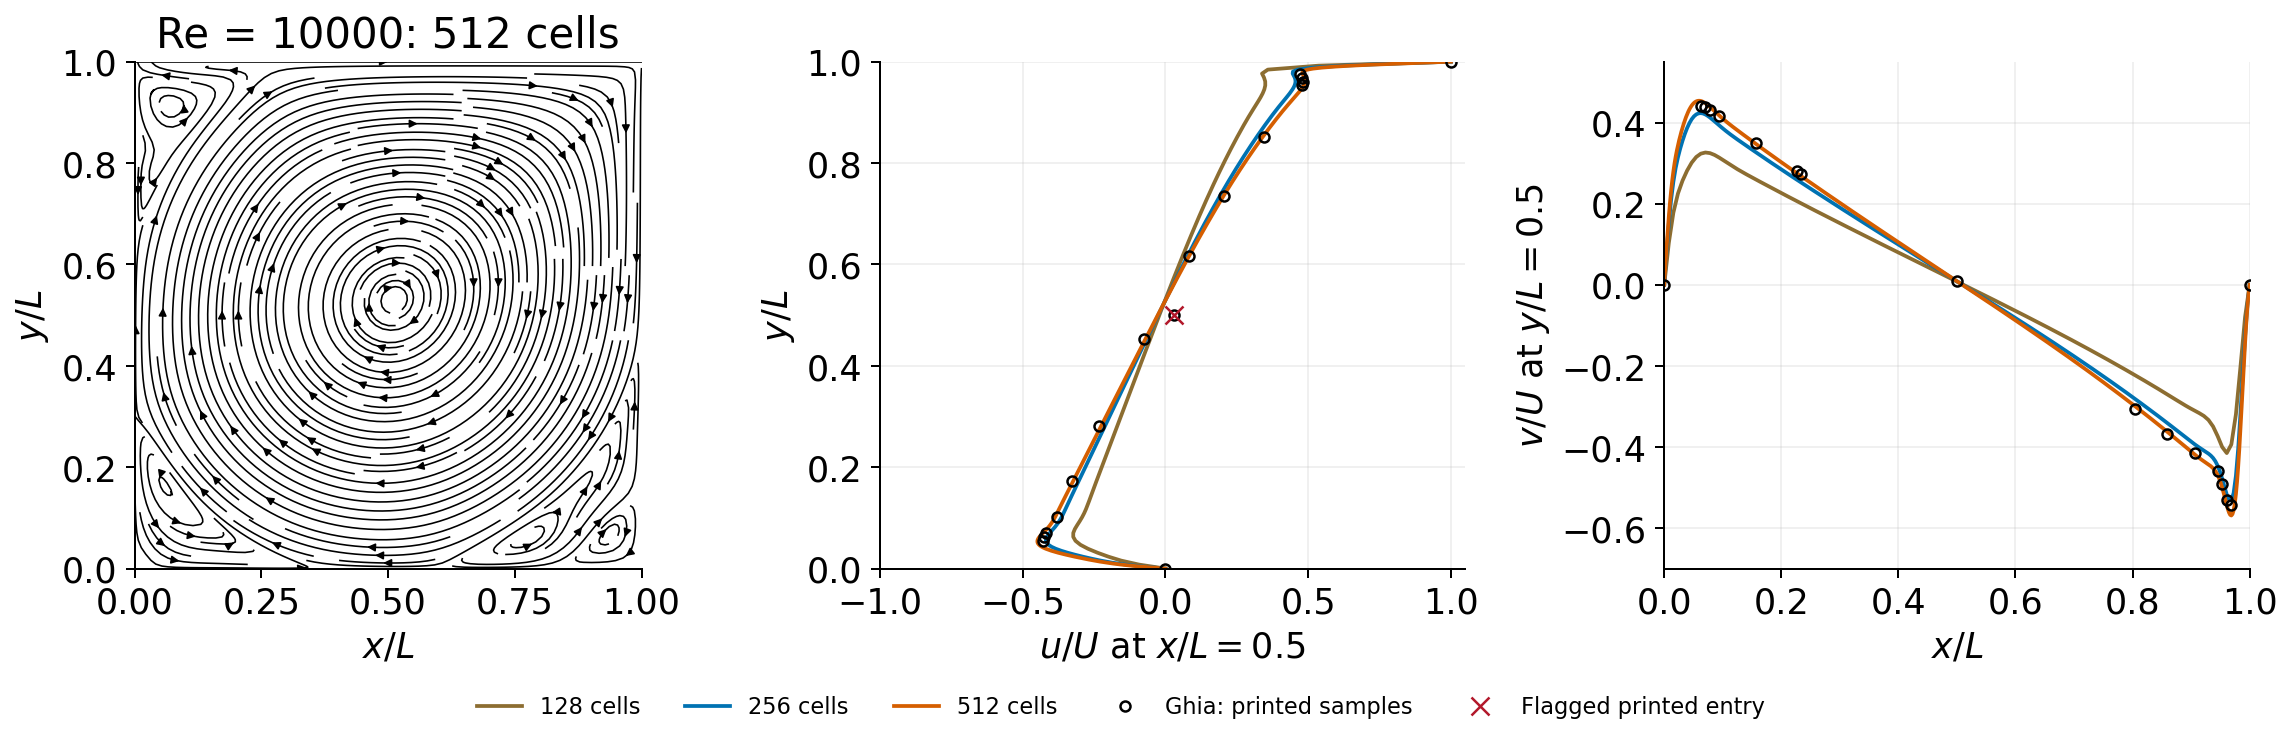 Re = 10000: 512 cells
1.0
0.8
0.6
0.4
0.2
0.0
y/L
0.00 0.25 0.50 0.75 1.00
x/L
1.0
0.8
0.6
0.4
0.2
0.0
y/L
−1.0 −0.5 0.0 0.5 1.0
u/U at x/L = 0.5
0.4
0.2
0.0
−0.2
−0.4
−0.6
v/U at y/L = 0.5
0.0 0.2 0.4 0.6 0.8 1.0
x/L
128 cells 256 cells 512 cells Ghia: printed samples Flagged printed entry